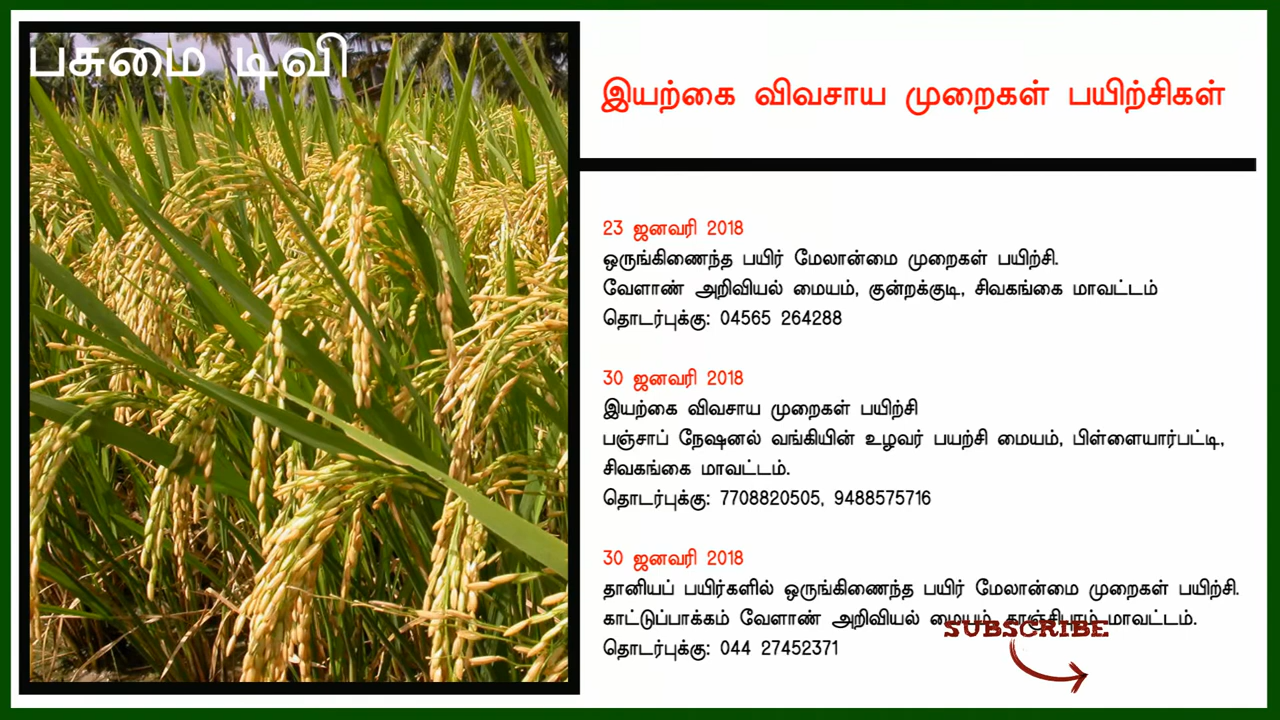 பசுமை டிவி
இயற்கை விவசாய முறைகள் பயிற்சிகள்
23 ஜனவரி 2018
ஒருங்கிணைந்த பயிர் மேலான்மை முறைகள் பயிற்சி.
வேளாண் அறிவியல் மையம், குன்றக்குடி, சிவகங்கை மாவட்டம்
தொடர்புக்கு: 04565 264288
30 ஜனவரி 2018
இயற்கை விவசாய முறைகள் பயிற்சி
பஞ்சாப் நேஷனல் வங்கியின் உழவர் பயற்சி மையம், பிள்ளையார்பட்டி,
சிவகங்கை மாவட்டம்.
தொடர்புக்கு: 7708820505, 9488575716
30 ஜனவரி 2018
தானியப் பயிர்களில் ஒருங்கிணைந்த பயிர் மேலான்மை முறைகள் பயிற்சி.
காட்டுப்பாக்கம் வேளாண் அறிவியல் மையம், காஞ்சிபுரம் மாவட்டம்.
SUBSCRIBE
தொடர்புக்கு: 044 27452371